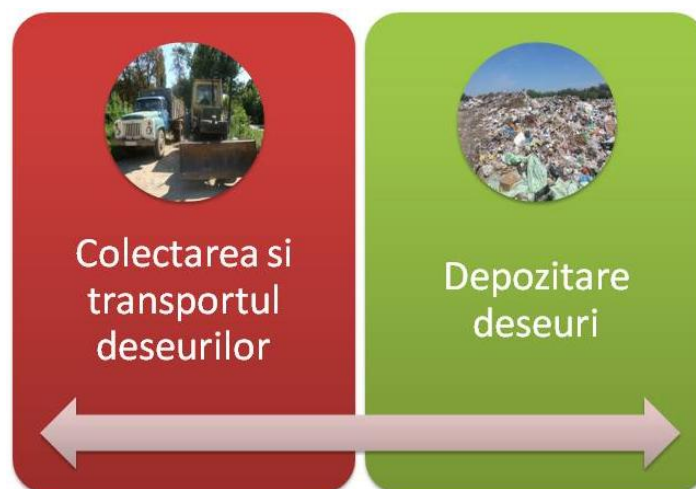 Colectarea si
transportul
deseurilor
Depozitare
deseuri